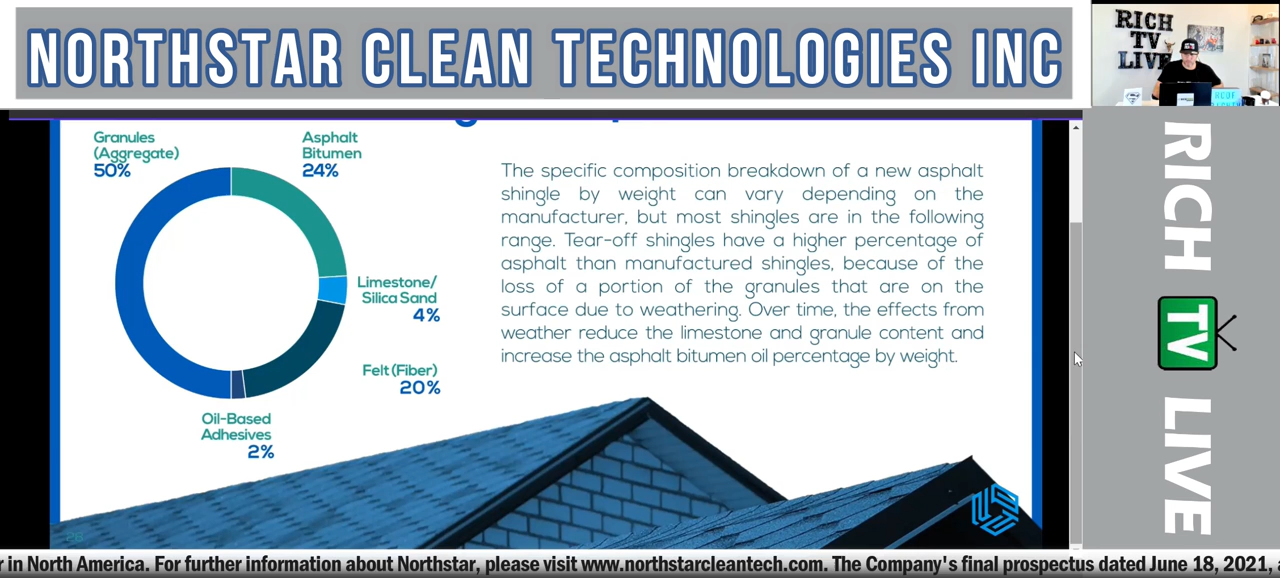 NORTHSTAR CLEAN TECHNOLOGIES INC
RICH
TV
LIVE
Granules
(Aggregate)
50%
Asphalt
Bitumen
24%
Limestone/
Silica Sand
4%
Felt (Fiber)
20%
Oil-Based
Adhesives
2%
The specific composition breakdown of a new asphalt
shingle by weight can vary depending on the
manufacturer, but most shingles are in the following
range. Tear-off shingles have a higher percentage of
asphalt than manufactured shingles, because of the
loss of a portion of the granules that are on the
surface due to weathering. Over time, the effects from
weather reduce the limestone and granule content and
increase the asphalt bitumen oil percentage by weight.
RICH
TV
LIVE
r in North America. For further information about Northstar, please visit www.northstarcleantech.com. The Company's final prospectus dated June 18, 2021,